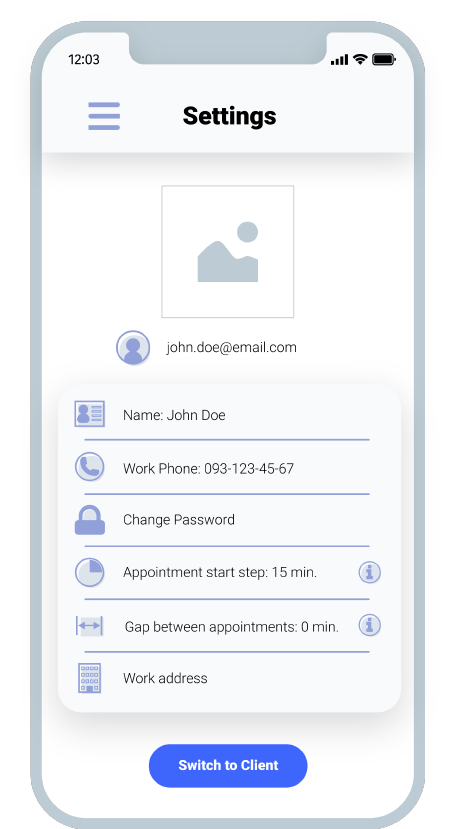 12:03
Settings
john.doe@email.com
Name: John Doe
Work Phone: 093-123-45-67
Change Password
Appointment start step: 15 min.
Gap between appointments: 0 min.
Work address
Switch to Client